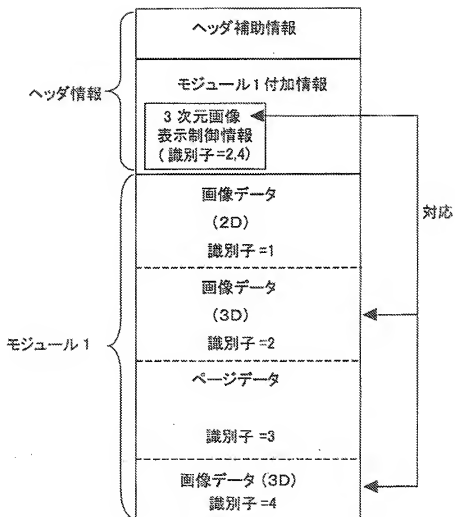 ヘッダ補助情報
ヘッダ情報
モジュール1付加情報
3次元画像
表示制御情報
(識別子=2,4)
対応
モジュール1
画像データ
(2D)
識別子=1
画像データ
(3D)
識別子=2
ページデータ
識別子=3
画像データ(3D)
識別子=4